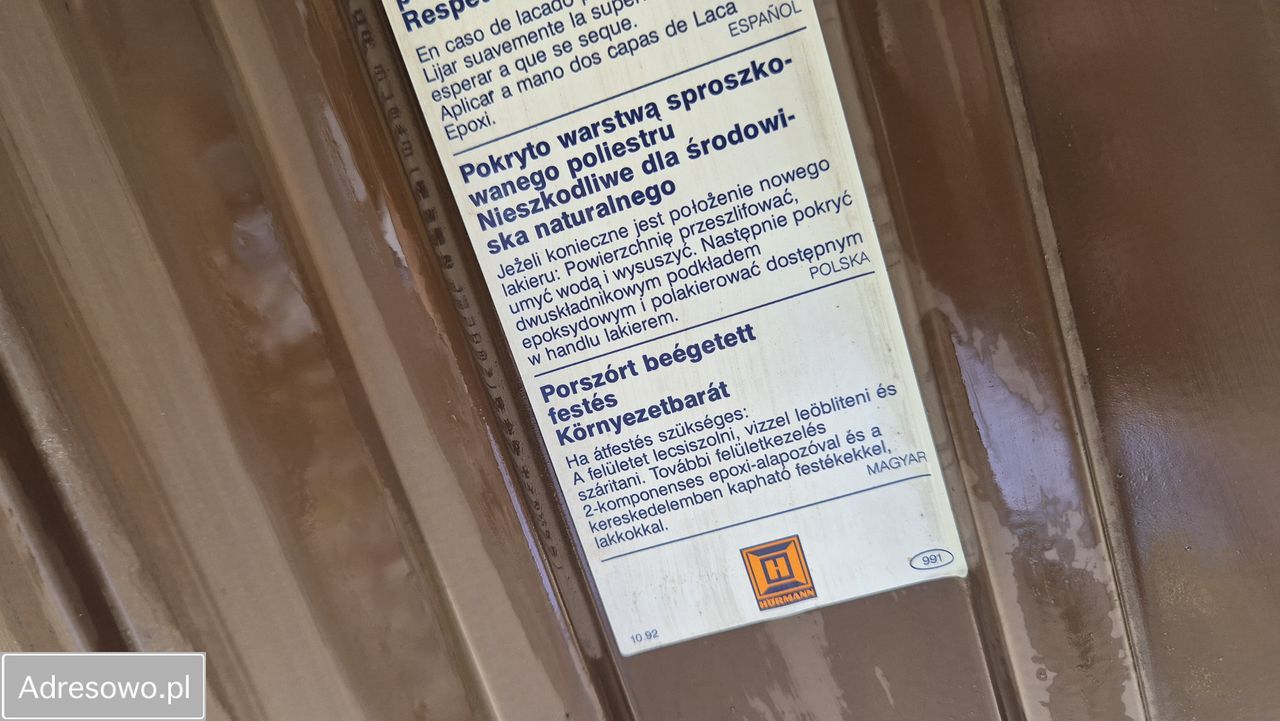 Respe
En caso de lacado
Lijar suavemente la super
esperar a que se seque.
Aplicar a mano dos capas de Laca
Epoxi.
ESPAÑOL
Pokryto warstwą sproszko-
wanego poliestru
Nieszkodliwe dla środowi-
ska naturalnego
Jeżeli konieczne jest położenie nowego
lakieru: Powierzchnię przeszlifować,
umyć wodą i wysuszyć. Następnie pokryć
dwuskładnikowym podkładem
epoksydowym i polakierować dostępnym
w handlu lakierem.
POLSKA
Porszórt beégetett
festés
Környezetbarát
Ha átfestés szükséges:
A felületet lecsiszolni, vizzel leöbliteni és
száritani. További felületkezelés
2-komponenses epoxi-alapozóval és a
kereskedelemben kapható festékekkel,
lakkokkal.
MAGYAR
H
HÖRMANN
991
10.92
Adresowo.pl